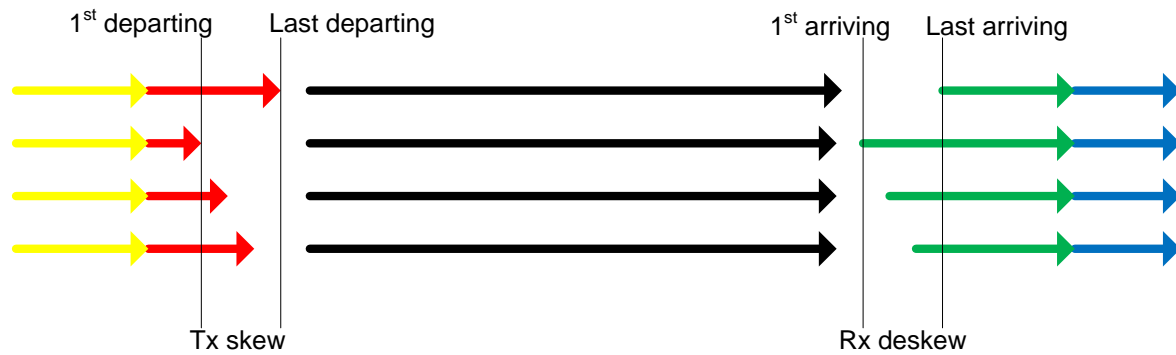 1st departing
Last departing
1st arriving
Last arriving
Tx skew
Rx deskew